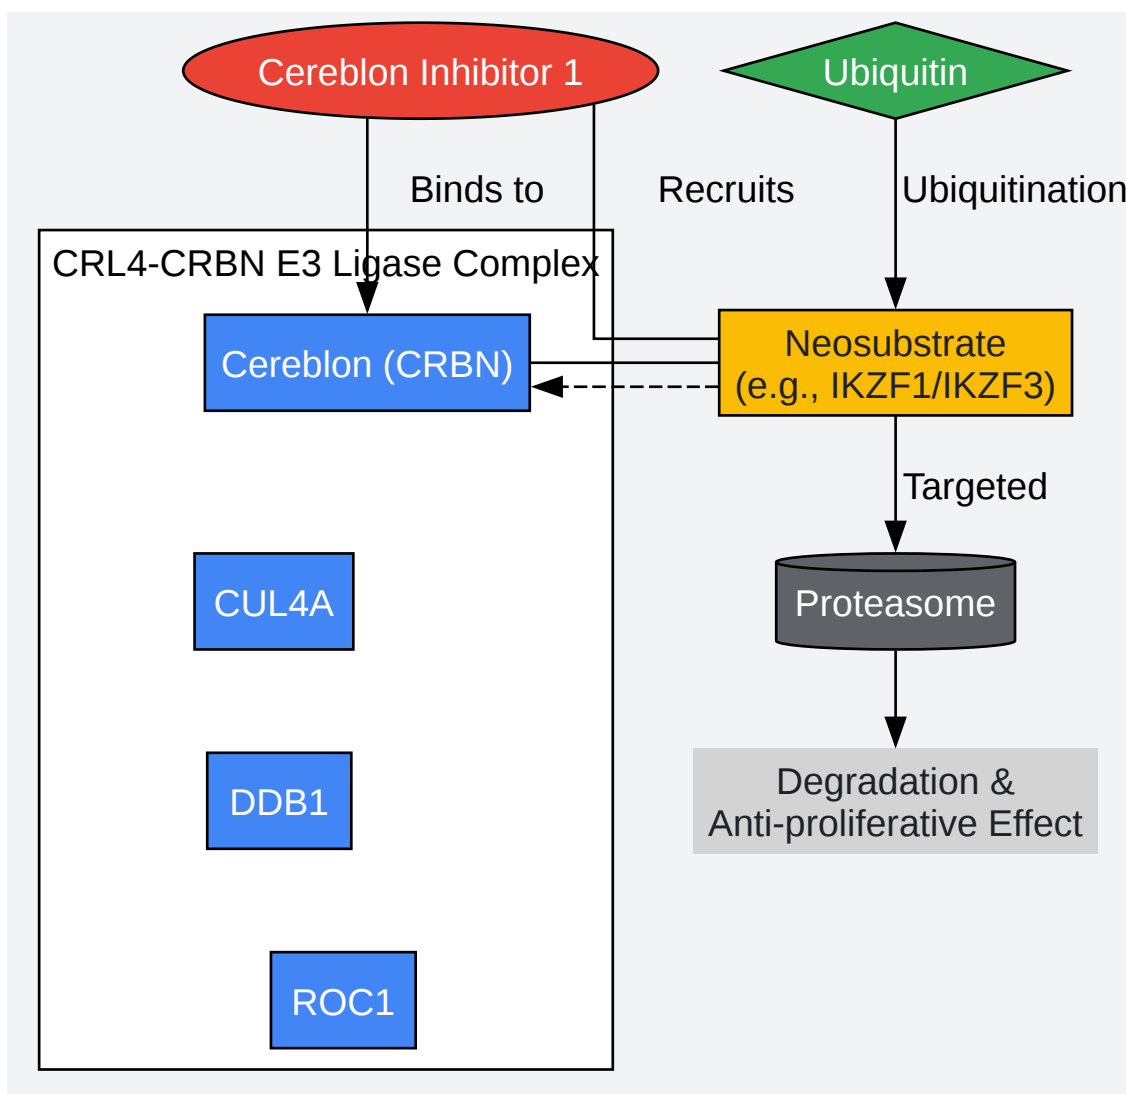 Cereblon Inhibitor 1
Ubiquitin
Binds to
Recruits
Ubiquitination
CRL4-CRBN E3 Ligase Complex
Cereblon (CRBN)
Neosubstrate
(e.g., IKZF1/IKZF3)
Targeted
CUL4A
Proteasome
DDB1
Degradation &
Anti-proliferative Effect
ROC1